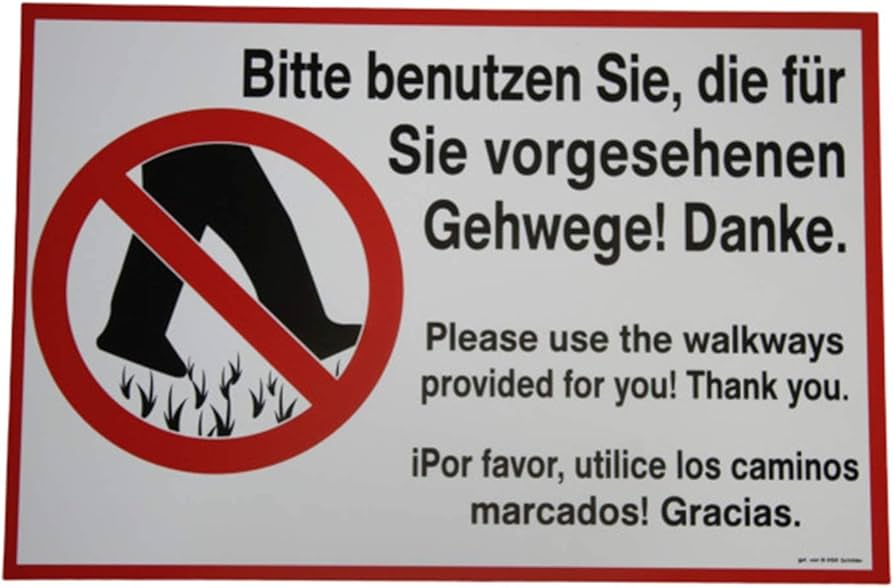 Bitte benutzen Sie, die für
Sie vorgesehenen
Gehwege! Danke.
Please use the walkways
provided for you! Thank you.
¡Por favor, utilice los caminos
marcados! Gracias.